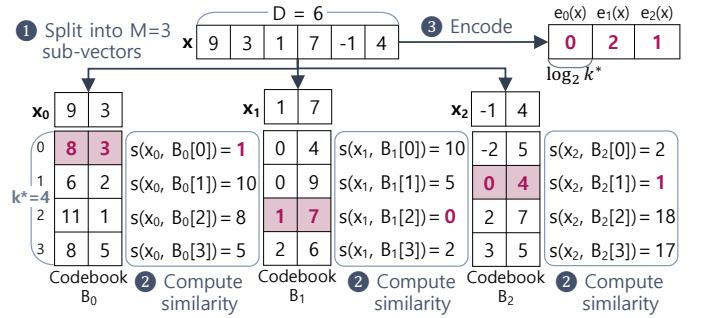 D = 6
e₀(x) e₁(x) e₂(x)
1 Split into M=3
sub-vectors
x 9 3 1 7 -1 4
3 Encode
0 2 1
log₂ k*
x₀ 9 3
x₁ 1 7
x₂ -1 4
k*=4
0 8 3 s(x₀, B₀[0]) = 1
1 6 2 s(x₀, B₀[1]) = 10
2 11 1 s(x₀, B₀[2]) = 8
3 8 5 s(x₀, B₀[3]) = 5
Codebook
B₀
2 Compute
similarity
0 4 s(x₁, B₁[0]) = 10
0 9 s(x₁, B₁[1]) = 5
1 7 s(x₁, B₁[2]) = 0
2 6 s(x₁, B₁[3]) = 2
Codebook
B₁
2 Compute
similarity
-2 5 s(x₂, B₂[0]) = 2
0 4 s(x₂, B₂[1]) = 1
2 7 s(x₂, B₂[2]) = 18
3 5 s(x₂, B₂[3]) = 17
Codebook
B₂
2 Compute
similarity